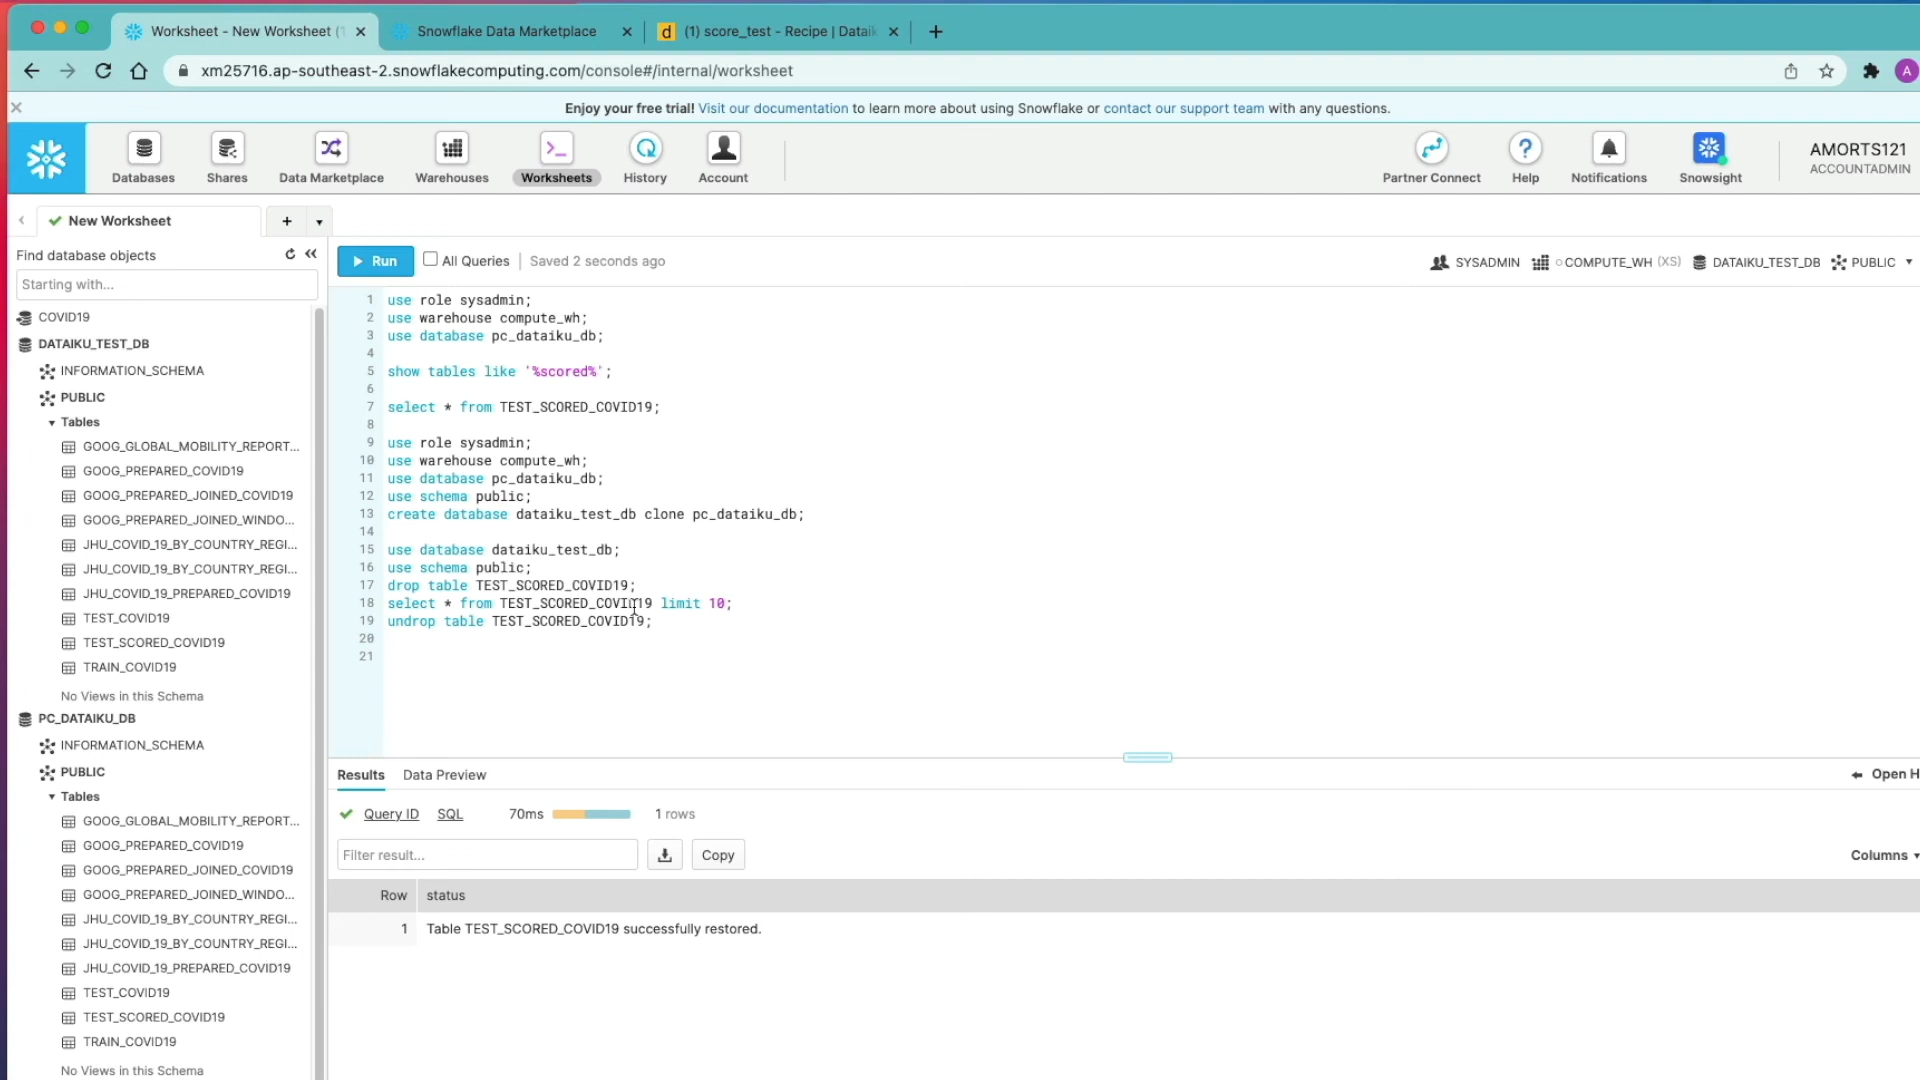 Worksheet - New Worksheet (1
Snowflake Data Marketplace
d (1) score_test - Recipe | Dataik
xm25716.ap-southeast-2.snowflakecomputing.com/console#/internal/worksheet
A
Enjoy your free trial! Visit our documentation to learn more about using Snowflake or contact our support team with any questions.
Databases
Shares
Data Marketplace
Warehouses
Worksheets
History
Account
Partner Connect
Help
Notifications
Snowsight
AMORTS121
ACCOUNTADMIN
New Worksheet
Find database objects
Starting with...
COVID19
DATAIKU_TEST_DB
INFORMATION_SCHEMA
PUBLIC
Tables
GOOG_GLOBAL_MOBILITY_REPORT...
GOOG_PREPARED_COVID19
GOOG_PREPARED_JOINED_COVID19
GOOG_PREPARED_JOINED_WINDO...
JHU_COVID_19_BY_COUNTRY_REGI...
JHU_COVID_19_BY_COUNTRY_REGI...
JHU_COVID_19_PREPARED_COVID19
TEST_COVID19
TEST_SCORED_COVID19
TRAIN_COVID19
No Views in this Schema
PC_DATAIKU_DB
INFORMATION_SCHEMA
PUBLIC
Tables
GOOG_GLOBAL_MOBILITY_REPORT...
GOOG_PREPARED_COVID19
GOOG_PREPARED_JOINED_COVID19
GOOG_PREPARED_JOINED_WINDO...
JHU_COVID_19_BY_COUNTRY_REGI...
JHU_COVID_19_BY_COUNTRY_REGI...
JHU_COVID_19_PREPARED_COVID19
TEST_COVID19
TEST_SCORED_COVID19
TRAIN_COVID19
No Views in this Schema
Run All Queries Saved 2 seconds ago
SYSADMIN COMPUTE_WH (XS) DATAIKU_TEST_DB PUBLIC
1 use role sysadmin;
2 use warehouse compute_wh;
3 use database pc_dataiku_db;
4
5 show tables like '%scored%';
6
7 select * from TEST_SCORED_COVID19;
8
9 use role sysadmin;
10 use warehouse compute_wh;
11 use database pc_dataiku_db;
12 use schema public;
13 create database dataiku_test_db clone pc_dataiku_db;
14
15 use database dataiku_test_db;
16 use schema public;
17 drop table TEST_SCORED_COVID19;
18 select * from TEST_SCORED_COVID19 limit 10;
19 undrop table TEST_SCORED_COVID19;
20
21
Results Data Preview
Open H
Query ID SQL 70ms 1 rows
Filter result...
Copy
Columns
Row status
1 Table TEST_SCORED_COVID19 successfully restored.